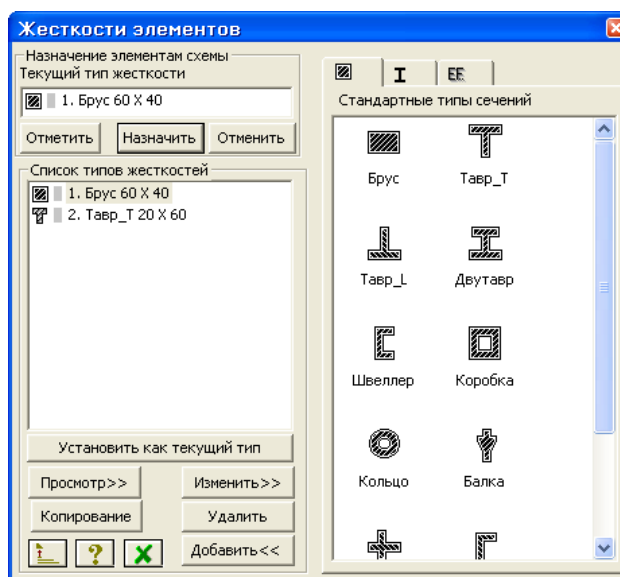 Жесткости элементов
Назначение элементам схемы
Текущий тип жесткости
1. Брус 60 X 40
Отметить Назначить Отменить
Список типов жесткостей
1. Брус 60 X 40
2. Тавр_Т 20 X 60
Установить как текущий тип
Просмотр>> Изменить>>
Копирование Удалить
Добавить<<
Стандартные типы сечений
Брус Тавр_Т
Тавр_L Двутавр
Швеллер Коробка
Кольцо Балка